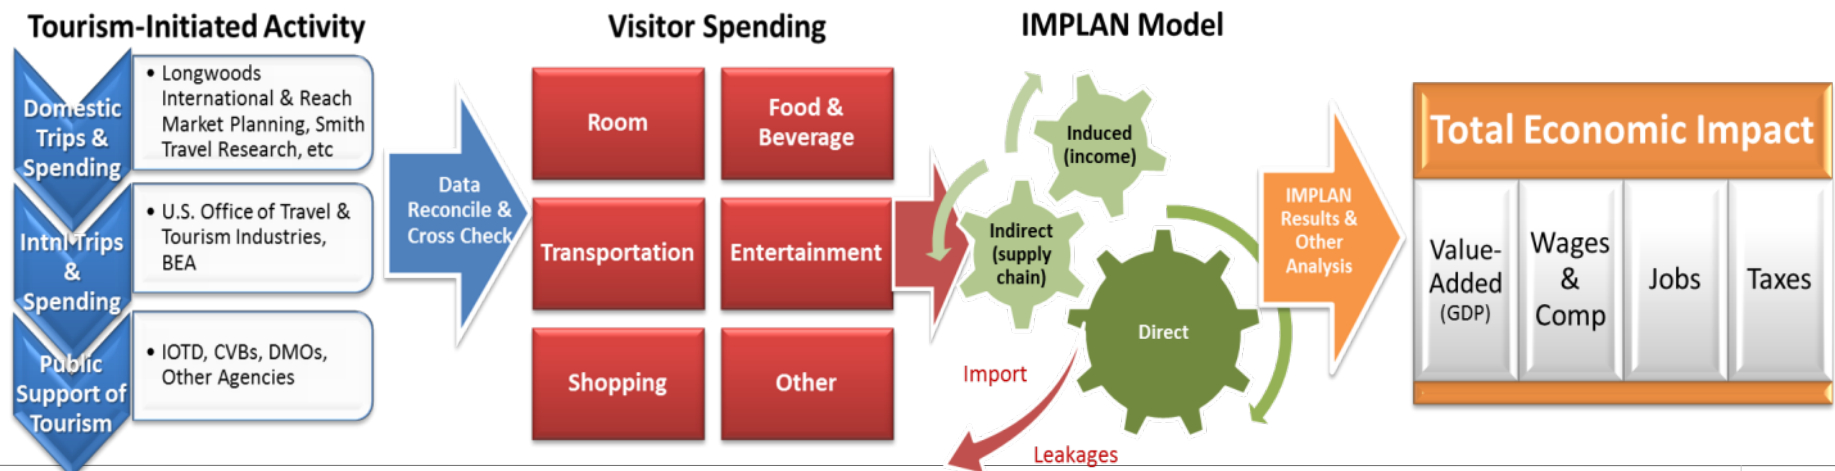 Tourism-Initiated Activity
Domestic
Trips &
Spending
• Longwoods
International & Reach
Market Planning, Smith
Travel Research, etc
Intnl Trips
&
Spending
• U.S. Office of Travel &
Tourism Industries,
BEA
Public
Support of
Tourism
• IOTD, CVBs, DMOs,
Other Agencies
Data
Reconcile &
Cross Check
Visitor Spending
Room
Food &
Beverage
Transportation
Entertainment
Shopping
Other
IMPLAN Model
Induced
(income)
Indirect
(supply
chain)
Direct
Import
Leakages
IMPLAN
Results &
Other
Analysis
Total Economic Impact
Value-
Added
(GDP)
Wages
&
Comp
Jobs
Taxes